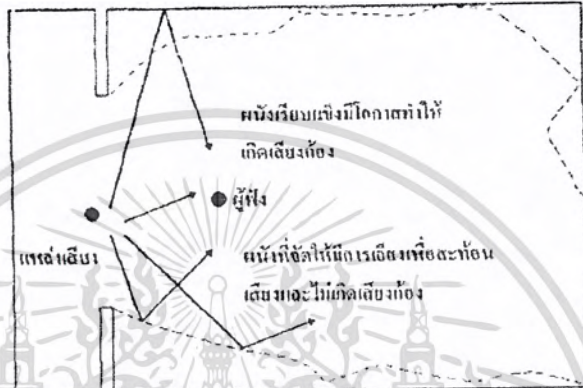 ผนังเรียบแข็งมีโอกาสทำให้
เกิดเสียงก้อง
ผู้ฟัง
แหล่งเสียง
ผนังที่จัดให้มีการเอียงเพื่อสะท้อน
เสียงและไม่เกิดเสียงก้อง